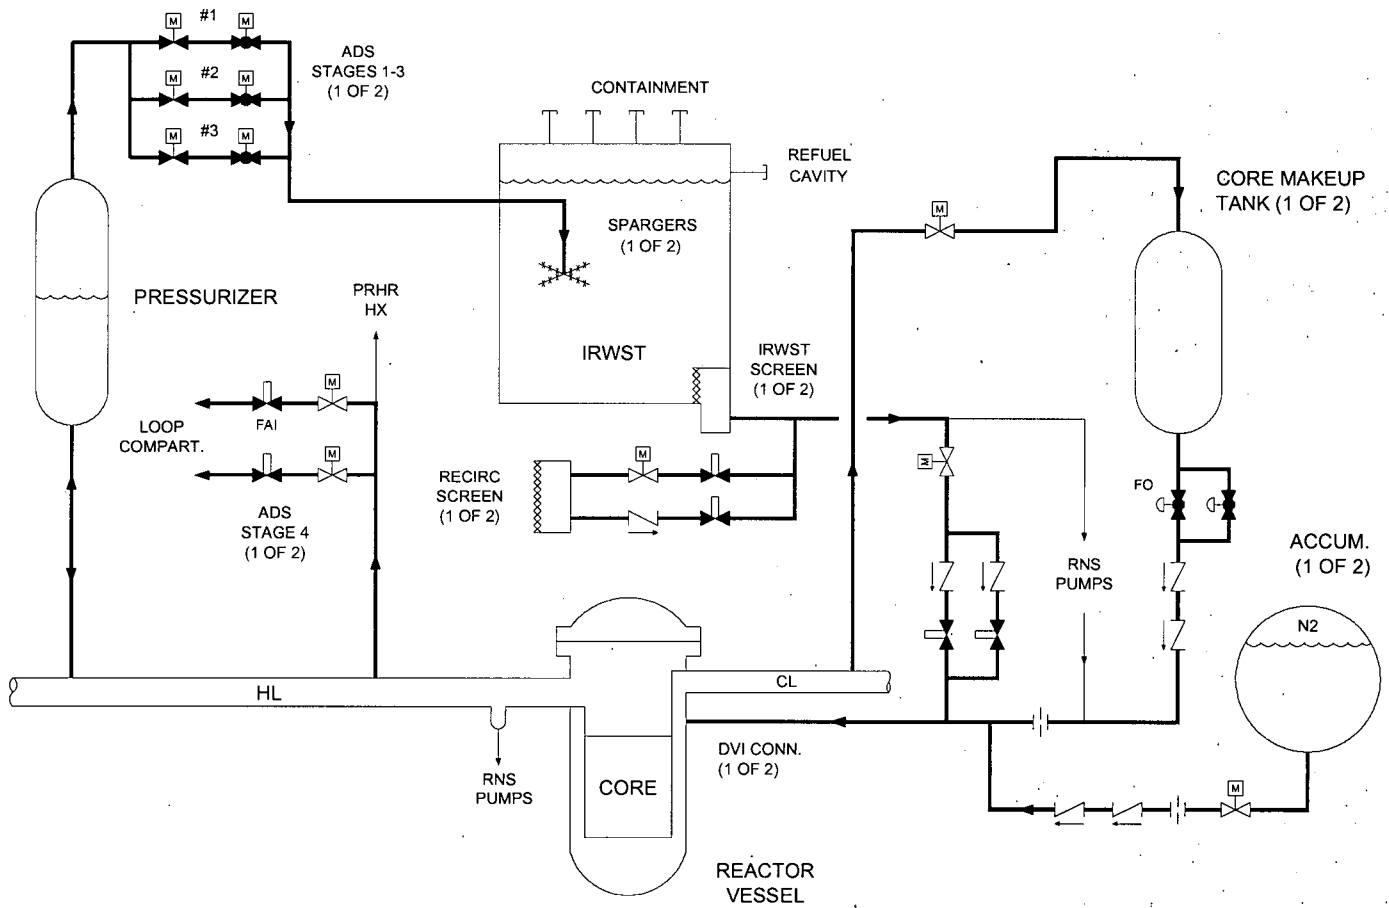 M
#1
M
ADS
STAGES 1-3
(1 OF 2)
M
#2
M
M
#3
M
CONTAINMENT
REFUEL
CAVITY
CORE MAKEUP
TANK (1 OF 2)
M
SPARGERS
(1 OF 2)
PRESSURIZER
PRHR
HX
IRWST
IRWST
SCREEN
(1 OF 2)
M
FAI
LOOP
COMPART.
M
ADS
STAGE 4
(1 OF 2)
RECIRC
SCREEN
(1 OF 2)
M
M
FO
RNS
PUMPS
ACCUM.
(1 OF 2)
N2
HL
CL
DVI CONN.
(1 OF 2)
RNS
PUMPS
CORE
M
REACTOR
VESSEL